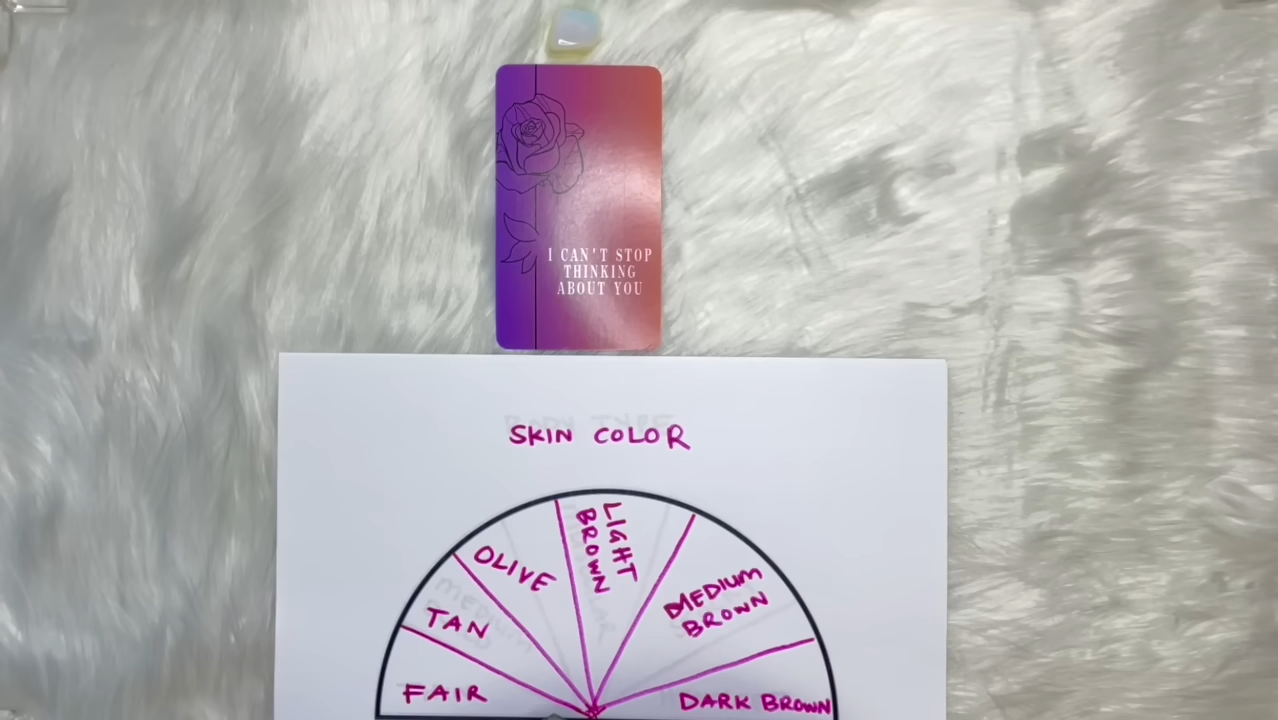 I CAN'T STOP
THINKING
ABOUT YOU
SKIN COLOR
FAIR
TAN
OLIVE
LIGHT
BROWN
MEDIUM
BROWN
DARK BROWN